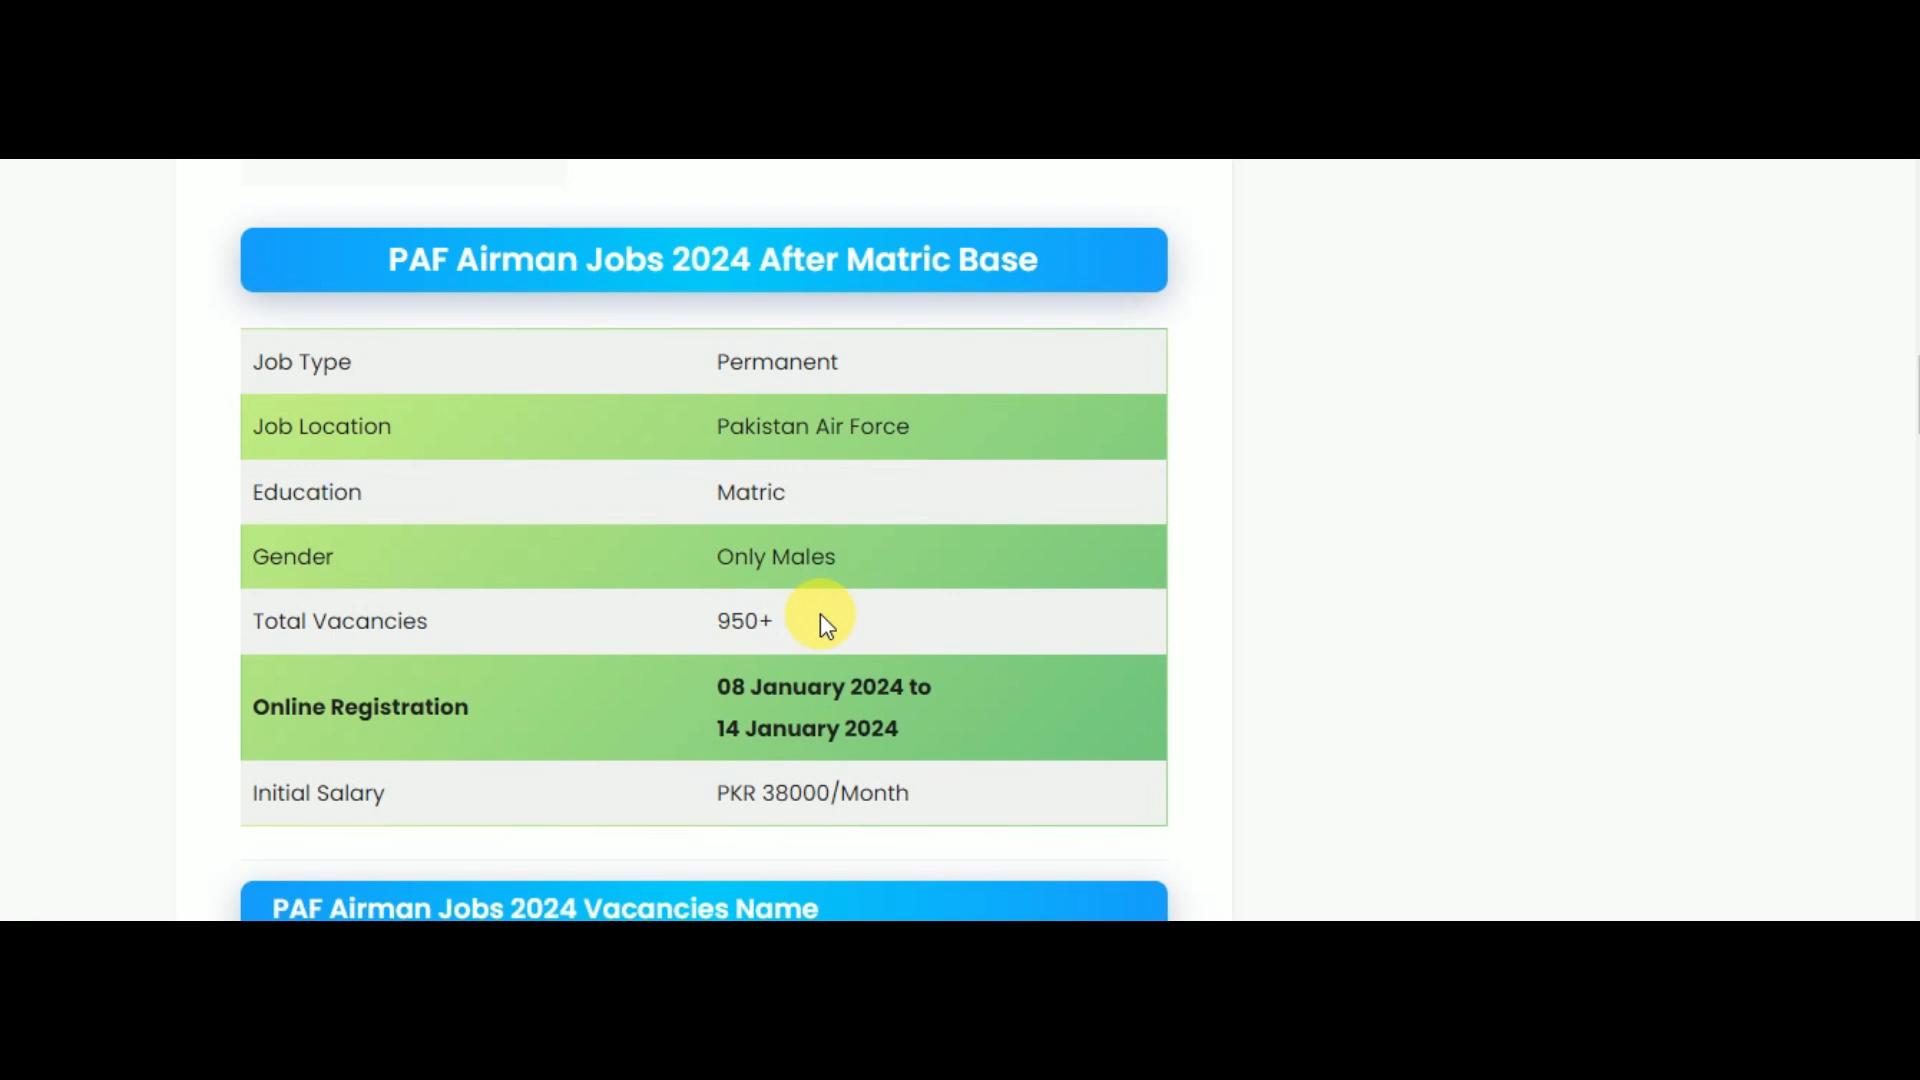 PAF Airman Jobs 2024 After Matric Base
Job Type Permanent
Job Location Pakistan Air Force
Education Matric
Gender Only Males
Total Vacancies 950+
Online Registration 08 January 2024 to
14 January 2024
Initial Salary PKR 38000/Month
PAF Airman Jobs 2024 Vacancies Name